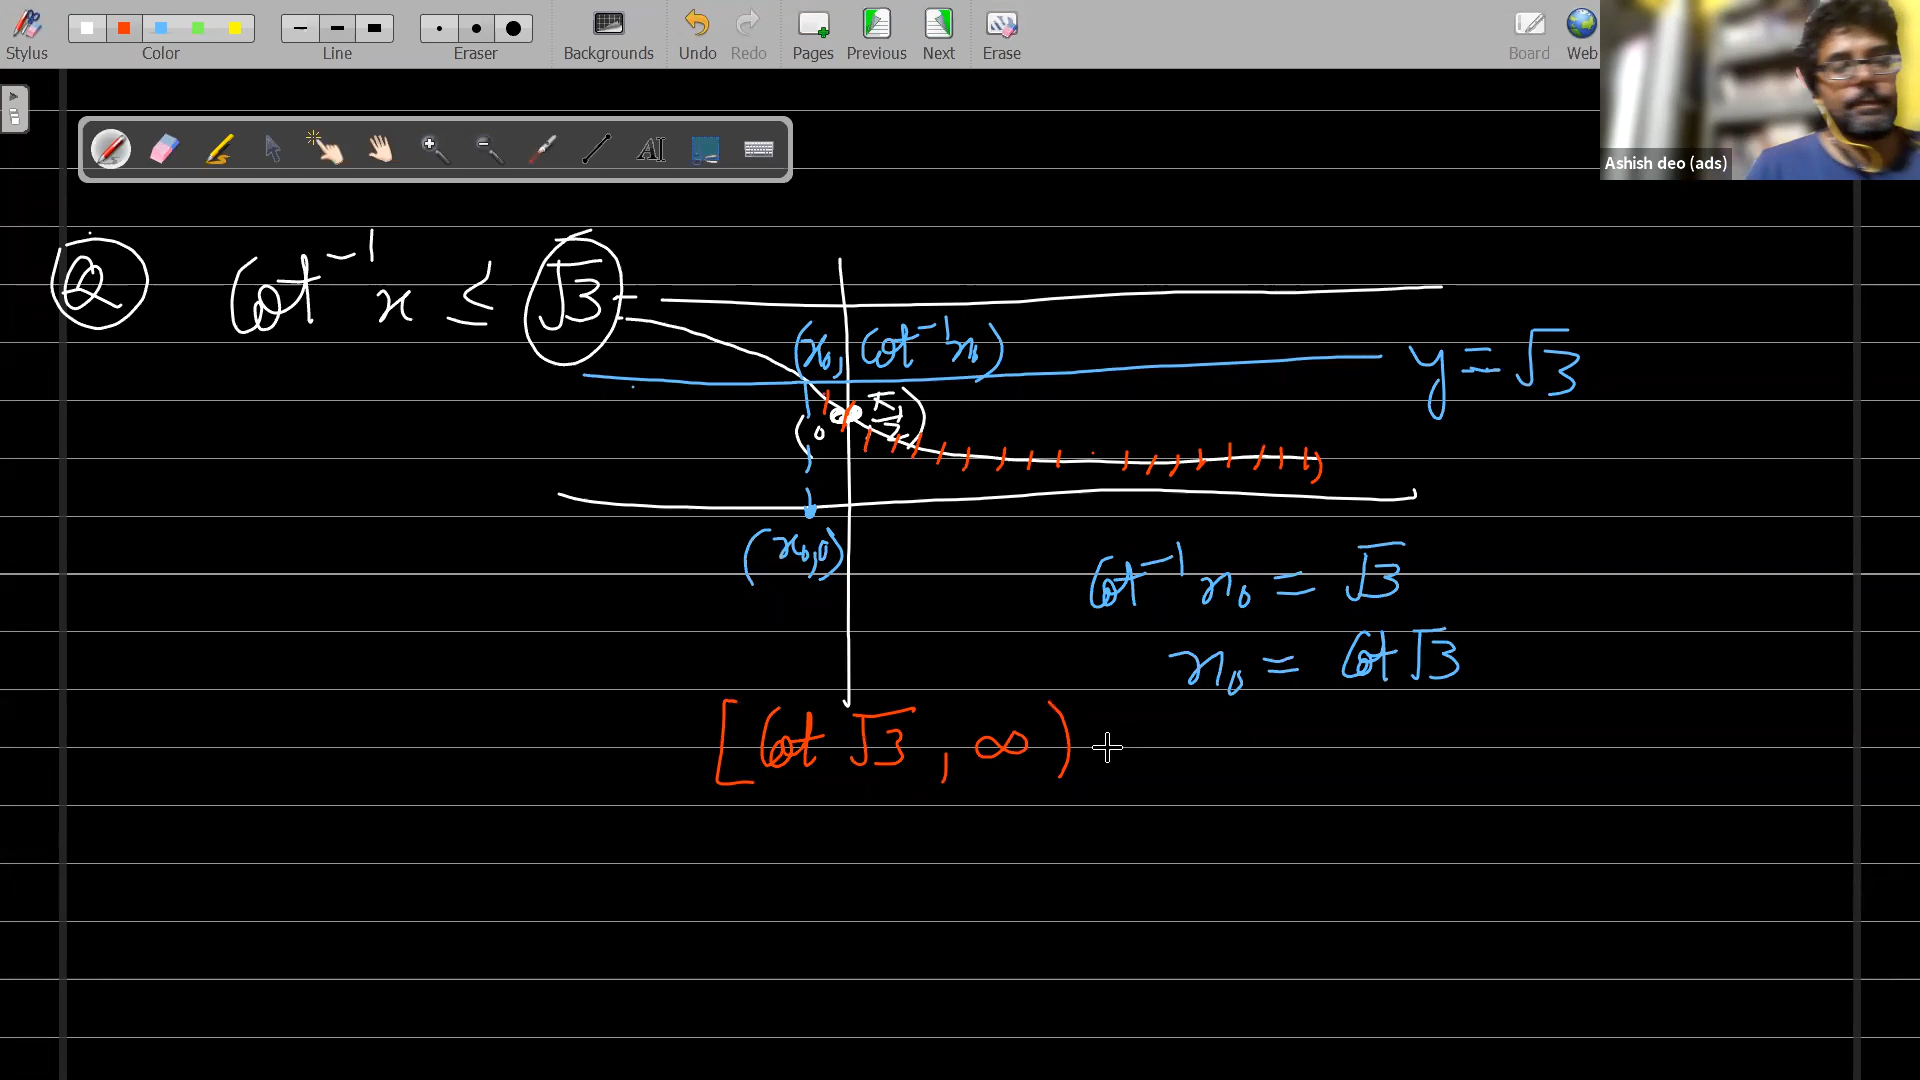 Stylus Color Line Eraser Backgrounds Undo Redo Pages Previous Next Erase Board Web
Ashish deo (ads)
Q cot⁻¹ x ≤ √3
(x₀, cot⁻¹x₀)
y = √3
(0, π/2)
(x₀,0)
cot⁻¹ x₀ = √3
x₀ = cot √3
[cot √3, ∞)